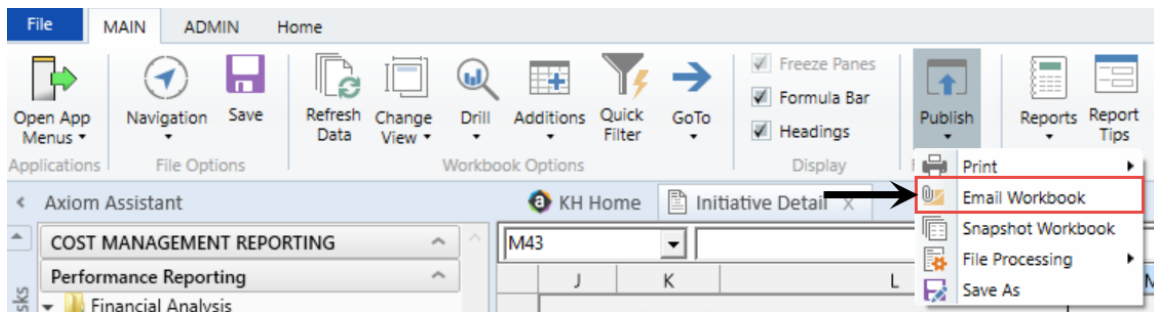 File MAIN ADMIN Home
Open App Menus
Navigation
Save
Refresh Data
Change View
Drill
Additions
Quick Filter
GoTo
Freeze Panes
Formula Bar
Headings
Publish
Reports
Report Tips
Applications File Options Workbook Options Display
Print
Email Workbook
Snapshot Workbook
File Processing
Save As
Axiom Assistant
KH Home Initiative Detail x
COST MANAGEMENT REPORTING
Performance Reporting
Financial Analysis
M43
J K L